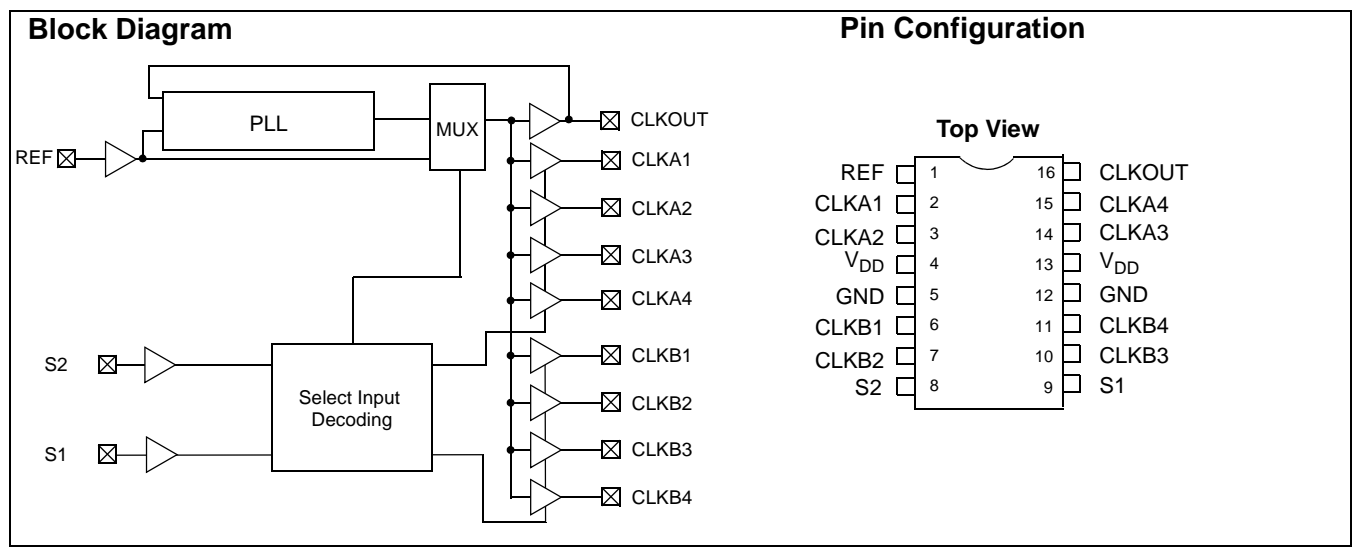 Block Diagram
PLL
MUX
REF
CLKOUT
CLKA1
CLKA2
CLKA3
CLKA4
S2
CLKB1
Select Input
Decoding
CLKB2
S1
CLKB3
CLKB4
Pin Configuration
Top View
REF 1 16 CLKOUT
CLKA1 2 15 CLKA4
CLKA2 3 14 CLKA3
VDD 4 13 VDD
GND 5 12 GND
CLKB1 6 11 CLKB4
CLKB2 7 10 CLKB3
S2 8 9 S1